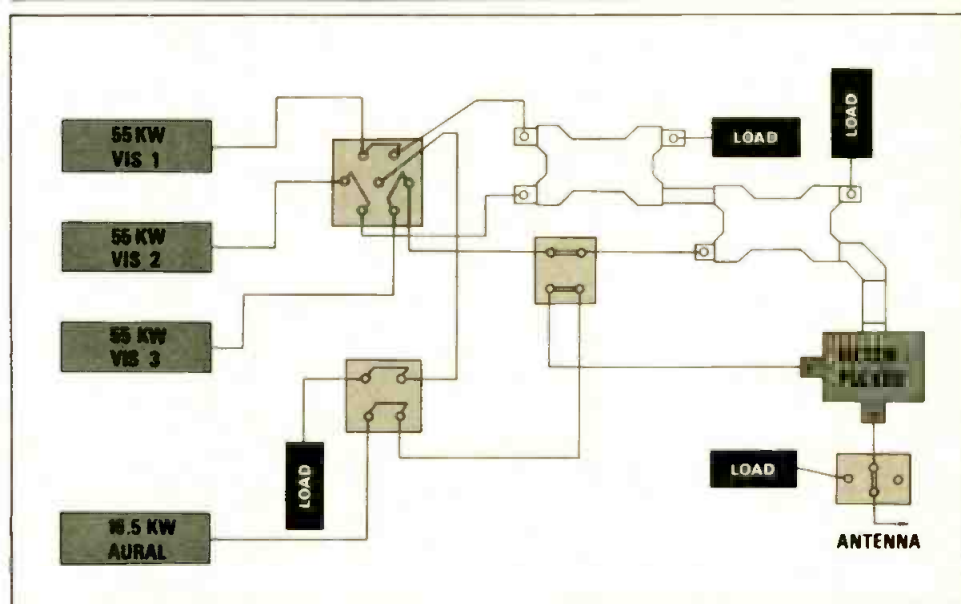 55 KW
VIS 1
55 KW
VIS 2
55 KW
VIS 3
16.5 KW
AURAL
LOAD
LOAD
LOAD
LOAD
ANTENNA